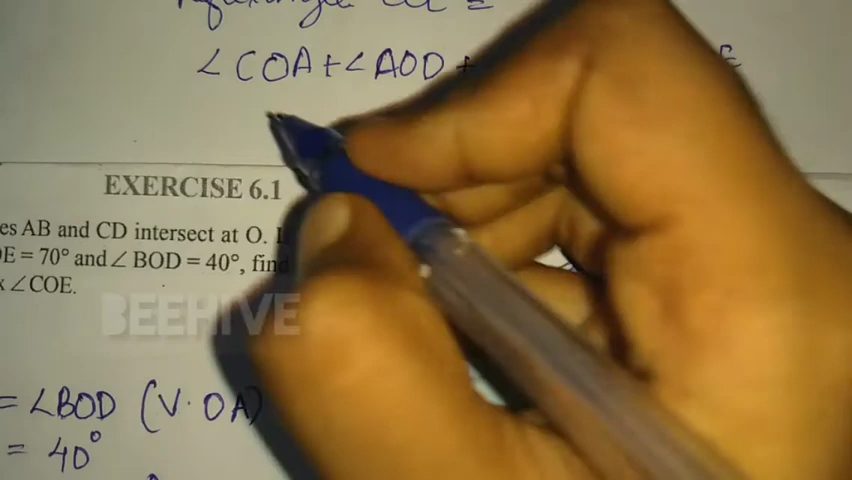 ∠COA+∠AOD+
EXERCISE 6.1
es AB and CD intersect at O.
E = 70° and ∠ BOD = 40°, find
∠COE.
BEEHIVE
= ∠BOD (V. OA)
= 40°